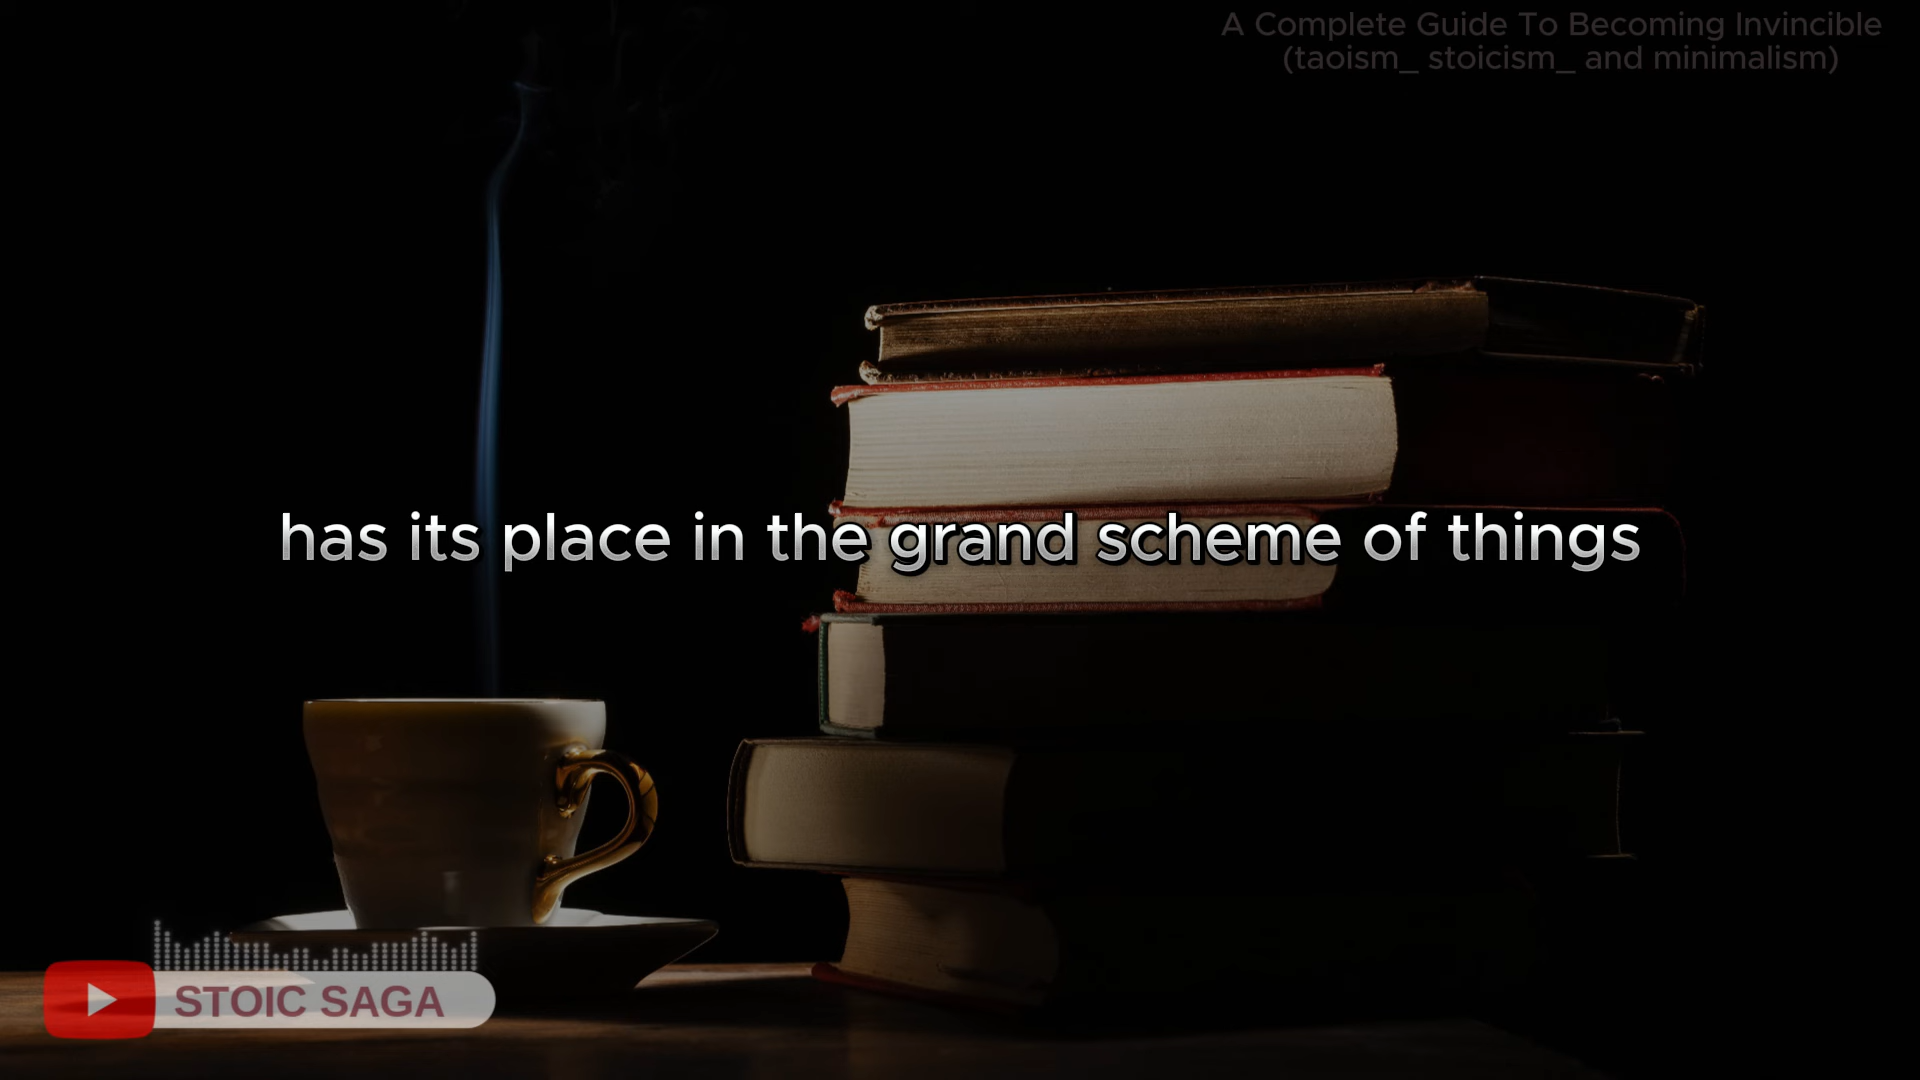 A Complete Guide To Becoming Invincible
(taoism_ stoicism_ and minimalism)
has its place in the grand scheme of things
STOIC SAGA